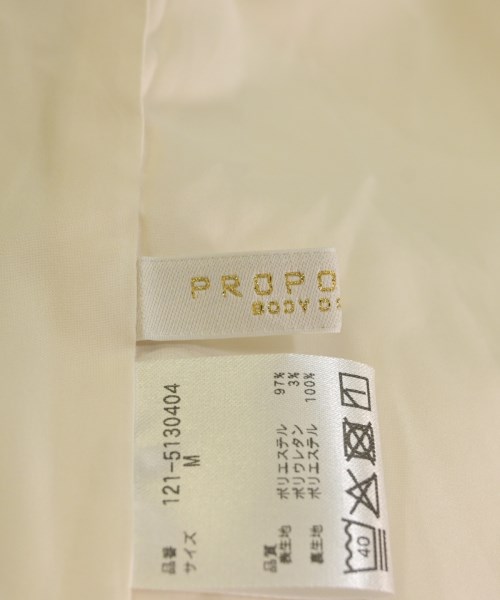 PROPO
BODY D
品番 121-5130404
サイズ M
品質
表生地 ポリエステル 97%
ポリウレタン 3%
裏生地 ポリエステル 100%
40